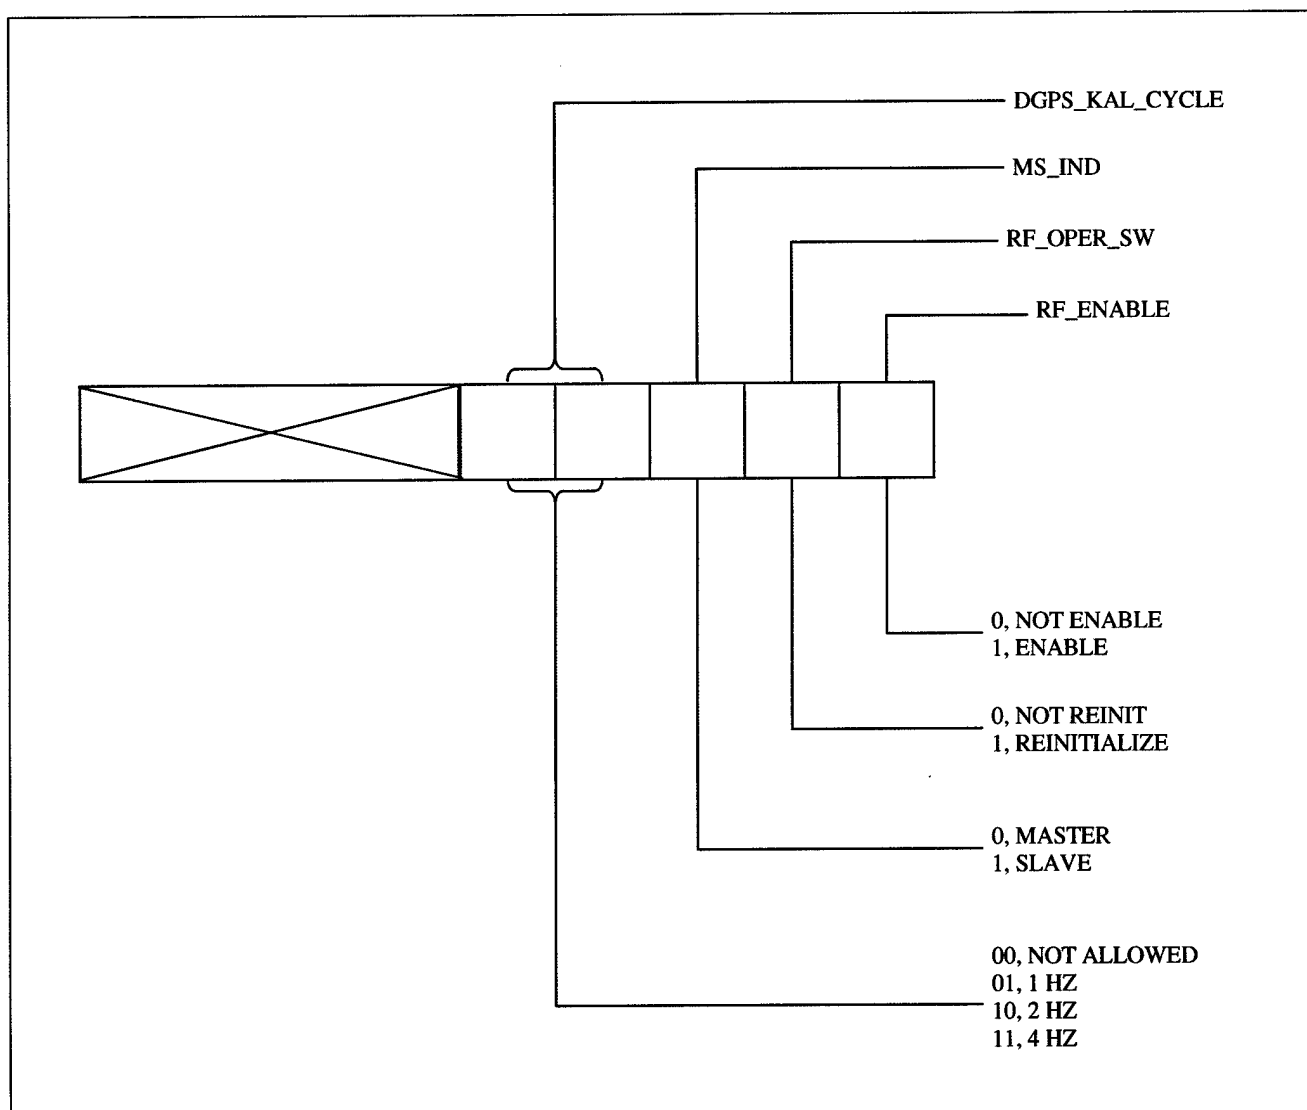 DGPS_KAL_CYCLE
MS_IND
RF_OPER_SW
RF_ENABLE
0, NOT ENABLE
1, ENABLE
0, NOT REINIT
1, REINITIALIZE
0, MASTER
1, SLAVE
00, NOT ALLOWED
01, 1 HZ
10, 2 HZ
11, 4 HZ